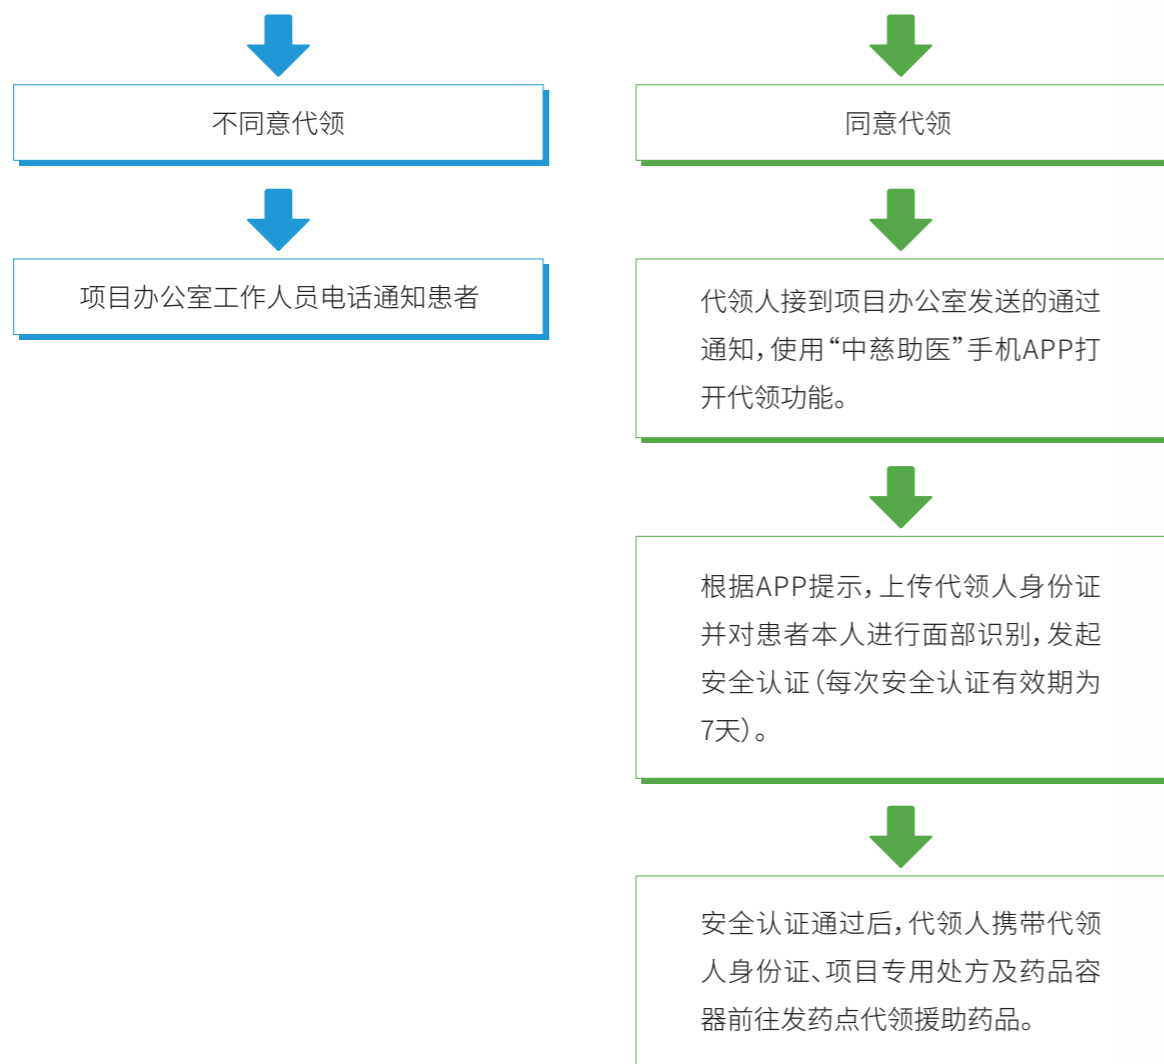 不同意代领
同意代领
项目办公室工作人员电话通知患者
代领人接到项目办公室发送的通过
通知，使用“中慈助医”手机APP打
开代领功能。
根据APP提示，上传代领人身份证
并对患者本人进行面部识别，发起
安全认证（每次安全认证有效期为
7天）。
安全认证通过后，代领人携带代领
人身份证、项目专用处方及药品容
器前往发药点代领援助药品。